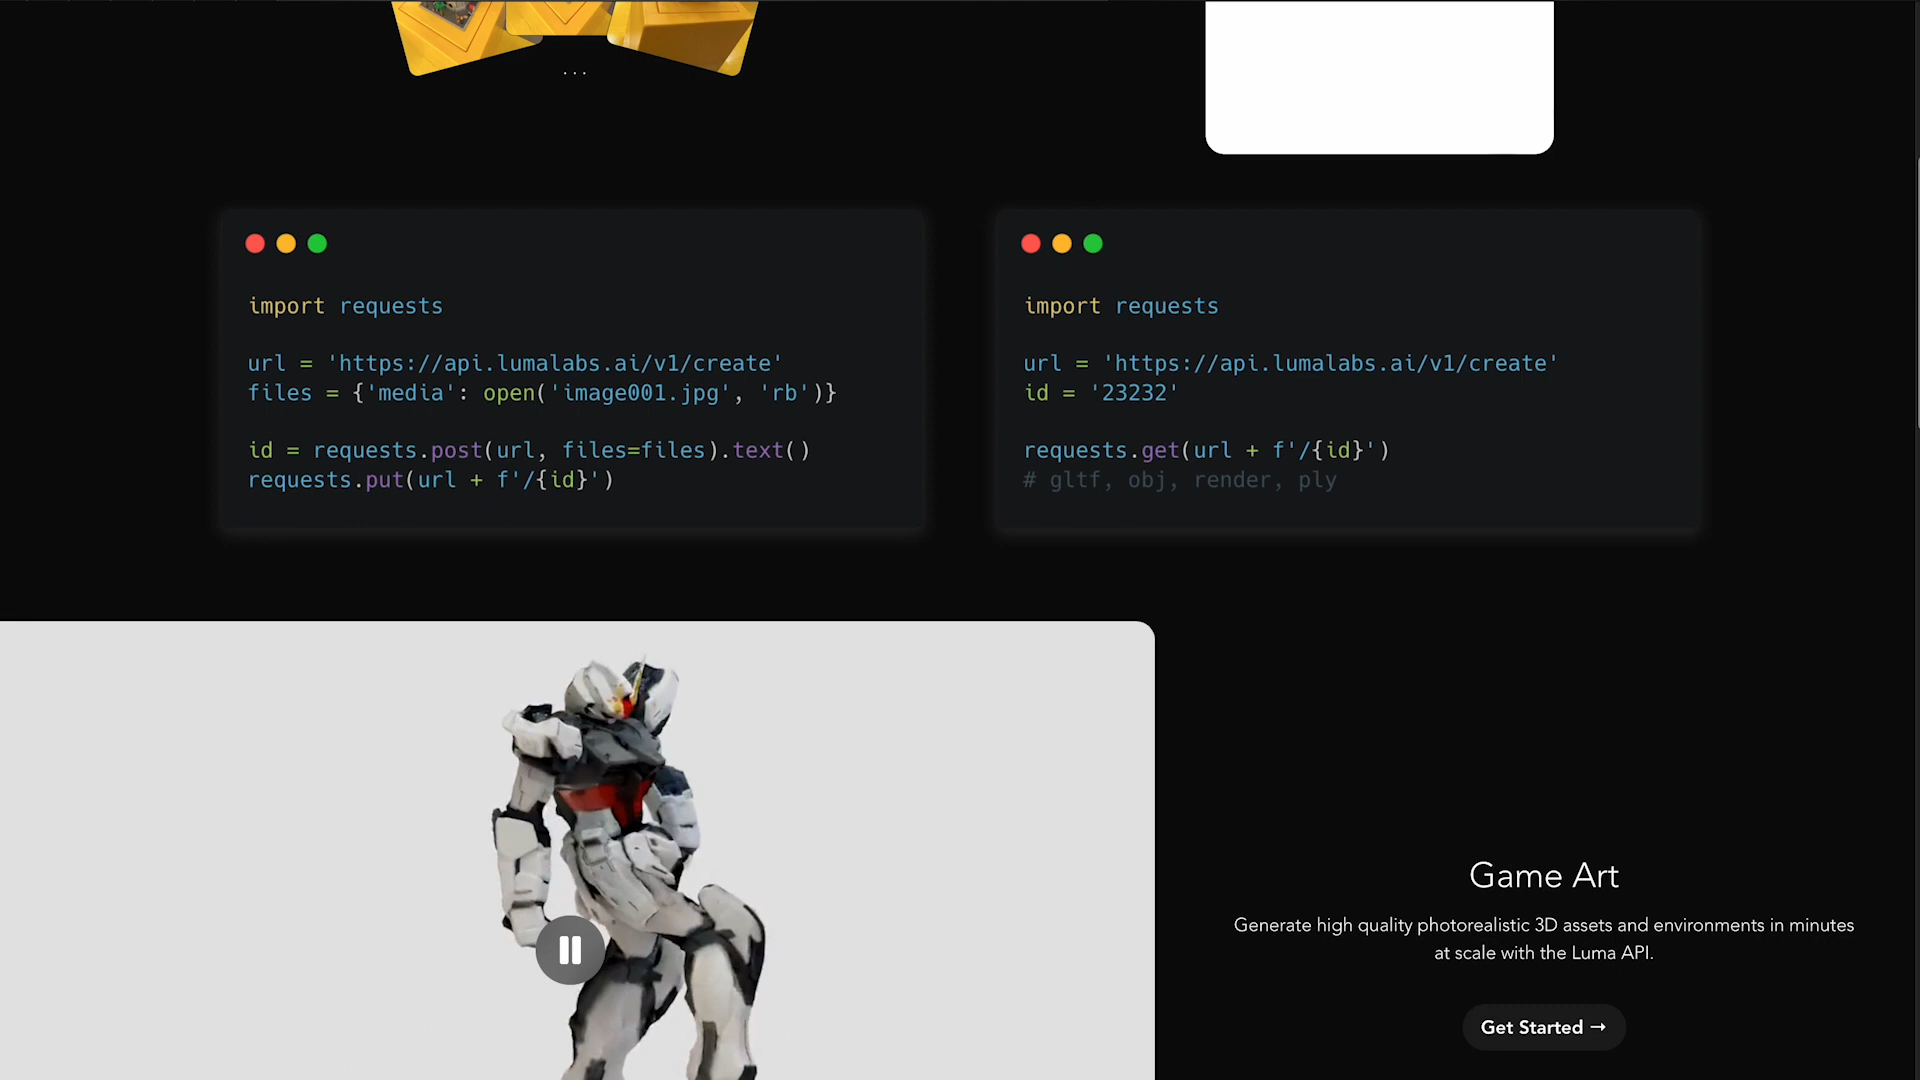 ...
import requests
url = 'https://api.lumalabs.ai/v1/create'
files = {'media': open('image001.jpg', 'rb')}
id = requests.post(url, files=files).text()
requests.put(url + f'/{id}')
import requests
url = 'https://api.lumalabs.ai/v1/create'
id = '23232'
requests.get(url + f'/{id}')
# gltf, obj, render, ply
Game Art
Generate high quality photorealistic 3D assets and environments in minutes
at scale with the Luma API.
Get Started →